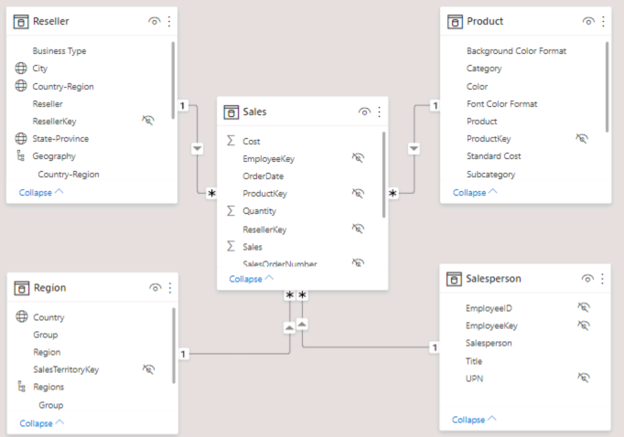 Reseller
Business Type
City
Country-Region
Reseller
ResellerKey
State-Province
Geography
Country-Region
Collapse
Product
Background Color Format
Category
Color
Font Color Format
Product
ProductKey
Standard Cost
Subcategory
Collapse
Sales
Cost
EmployeeKey
OrderDate
ProductKey
Quantity
ResellerKey
Sales
SalesOrderNumber
Collapse
1
*
1
*
Region
Country
Group
Region
SalesTerritoryKey
Regions
Group
Collapse
Salesperson
EmployeeID
EmployeeKey
Salesperson
Title
UPN
Collapse
1
*
1
*